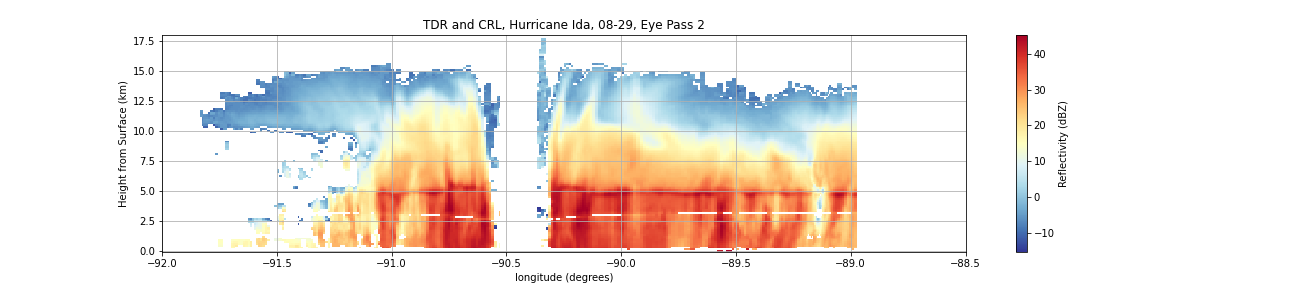 TDR and CRL, Hurricane Ida, 08-29, Eye Pass 2
Height from Surface (km)
17.5
15.0
12.5
10.0
7.5
5.0
2.5
0.0
−92.0 −91.5 −91.0 −90.5 −90.0 −89.5 −89.0 −88.5
longitude (degrees)
40
30
20
10
0
−10
Reflectivity (dBZ)